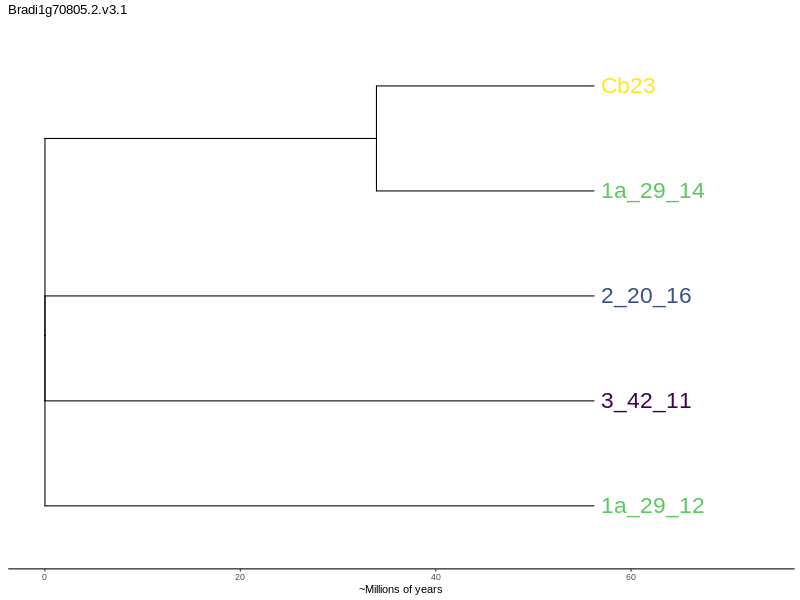 Bradi1g70805.2.v3.1
Cb23
1a_29_14
2_20_16
3_42_11
1a_29_12
0 20 40 60
~Millions of years